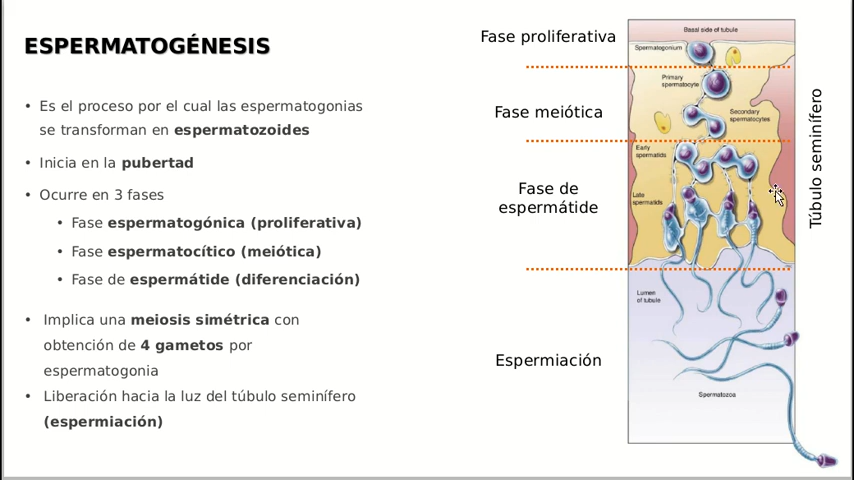 ESPERMATOGÉNESIS
• Es el proceso por el cual las espermatogonias
se transforman en espermatozoides
• Inicia en la pubertad
• Ocurre en 3 fases
• Fase espermatogónica (proliferativa)
• Fase espermatocítico (meiótica)
• Fase de espermátide (diferenciación)
• Implica una meiosis simétrica con
obtención de 4 gametos por
espermatogonia
• Liberación hacia la luz del túbulo seminífero
(espermiación)
Fase proliferativa
Fase meiótica
Fase de
espermátide
Espermiación
Basal side of tubule
Spermatogonium
Primary
spermatocyte
Secondary
spermatocytes
Early
spermatids
Late
spermatids
Lumen
of tubule
Spermatozoa
Túbulo seminífero